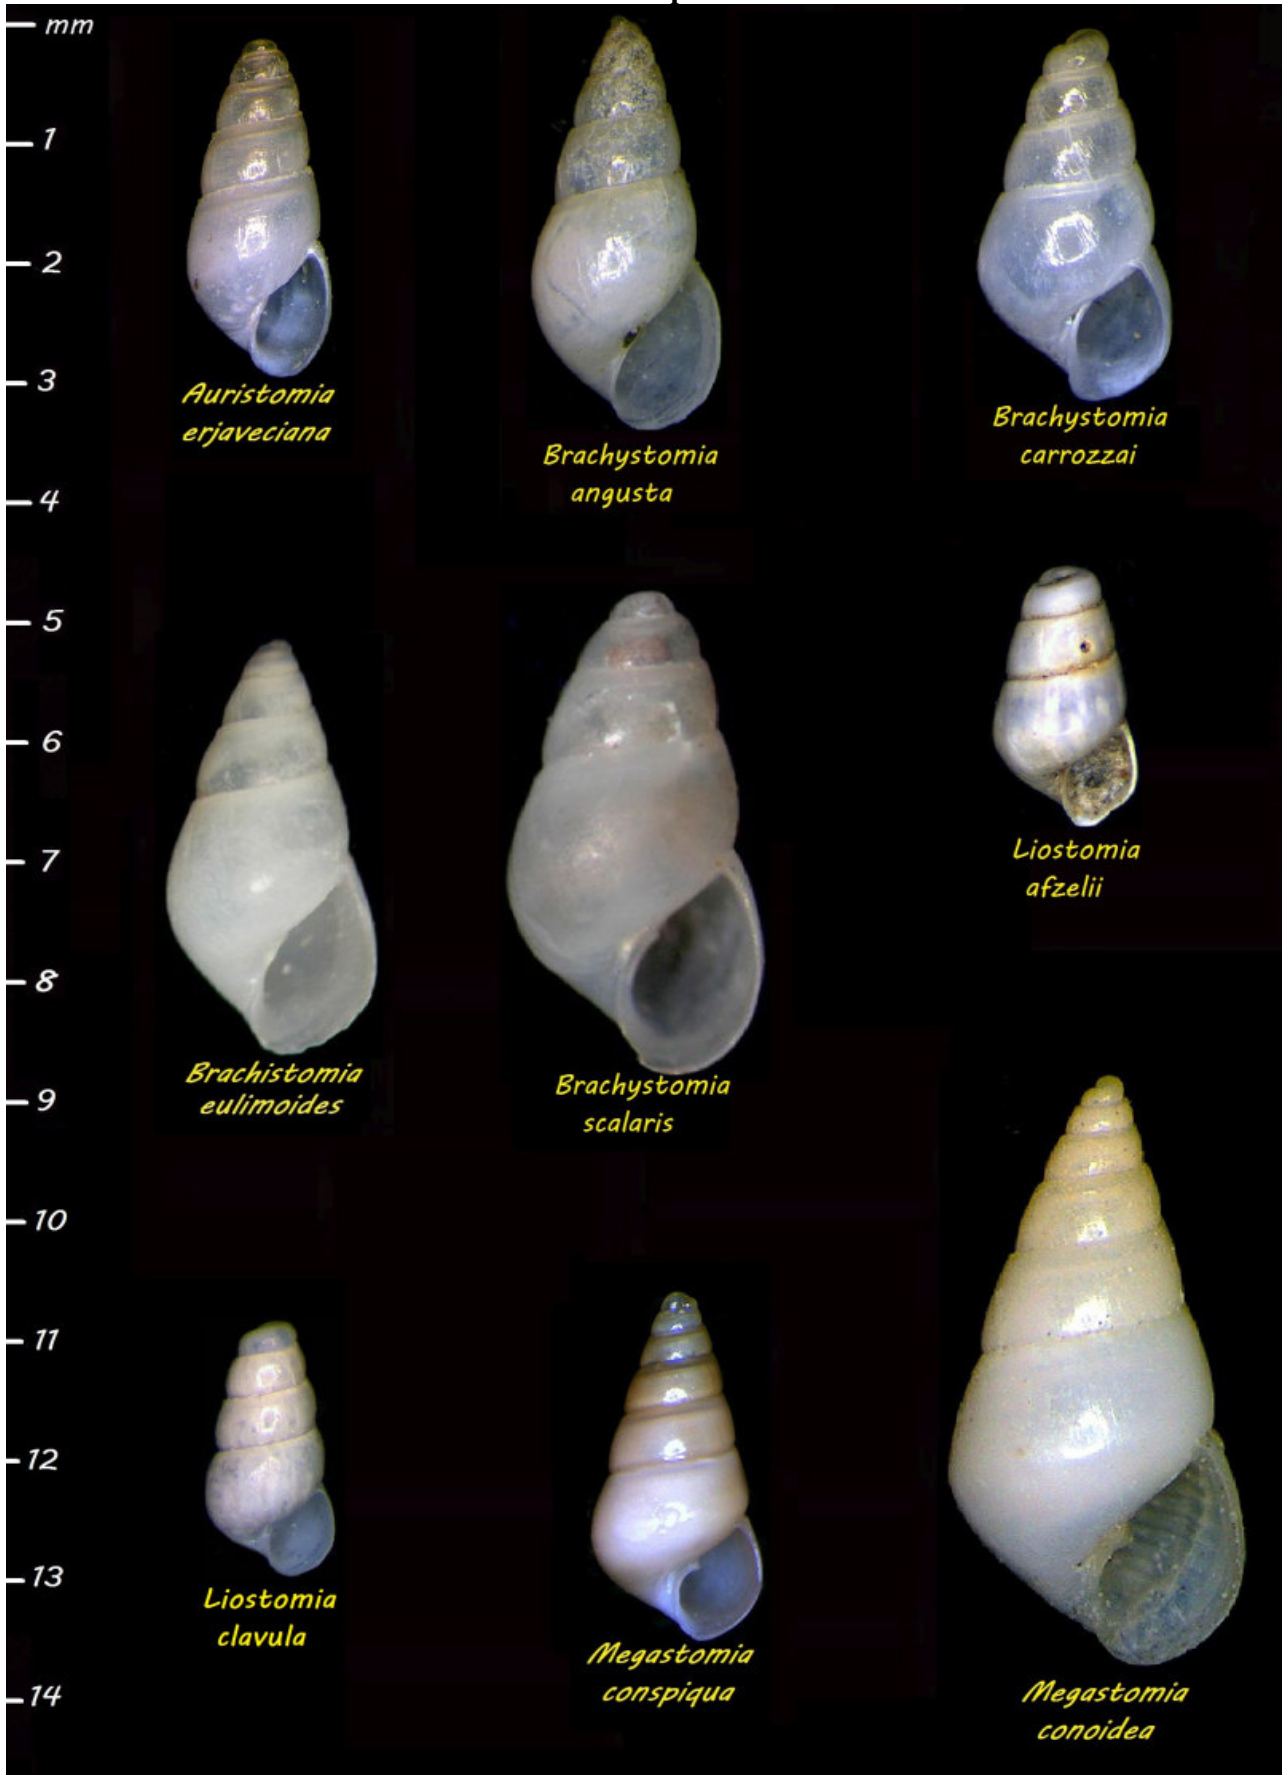 mm
1
2
3
Auristomia
erjaveciana
Brachystomia
angusta
Brachystomia
carrozzai
4
5
6
7
Liostomia
afzelii
8
Brachistomia
eulimoides
Brachystomia
scalaris
9
10
11
12
13
Liostomia
clavula
Megastomia
conspiqua
14
Megastomia
conoidea